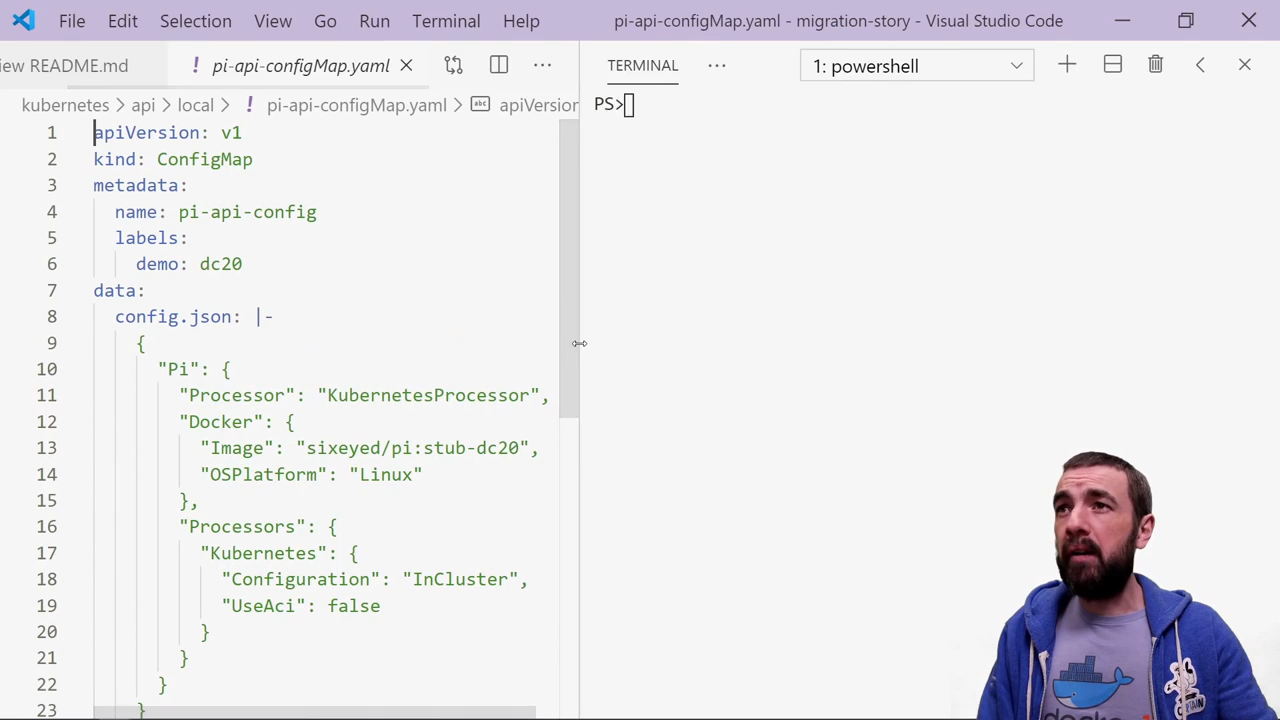 File Edit Selection View Go Run Terminal Help pi-api-configMap.yaml - migration-story - Visual Studio Code
iew README.md ! pi-api-configMap.yaml
TERMINAL ··· 1: powershell
kubernetes > api > local > ! pi-api-configMap.yaml > abc apiVersion
PS>
1 apiVersion: v1
2 kind: ConfigMap
3 metadata:
4 name: pi-api-config
5 labels:
6 demo: dc20
7 data:
8 config.json: |-
9 {
10 "Pi": {
11 "Processor": "KubernetesProcessor",
12 "Docker": {
13 "Image": "sixeyed/pi:stub-dc20",
14 "OSPlatform": "Linux"
15 },
16 "Processors": {
17 "Kubernetes": {
18 "Configuration": "InCluster",
19 "UseAci": false
20 }
21 }
22 }
23 }